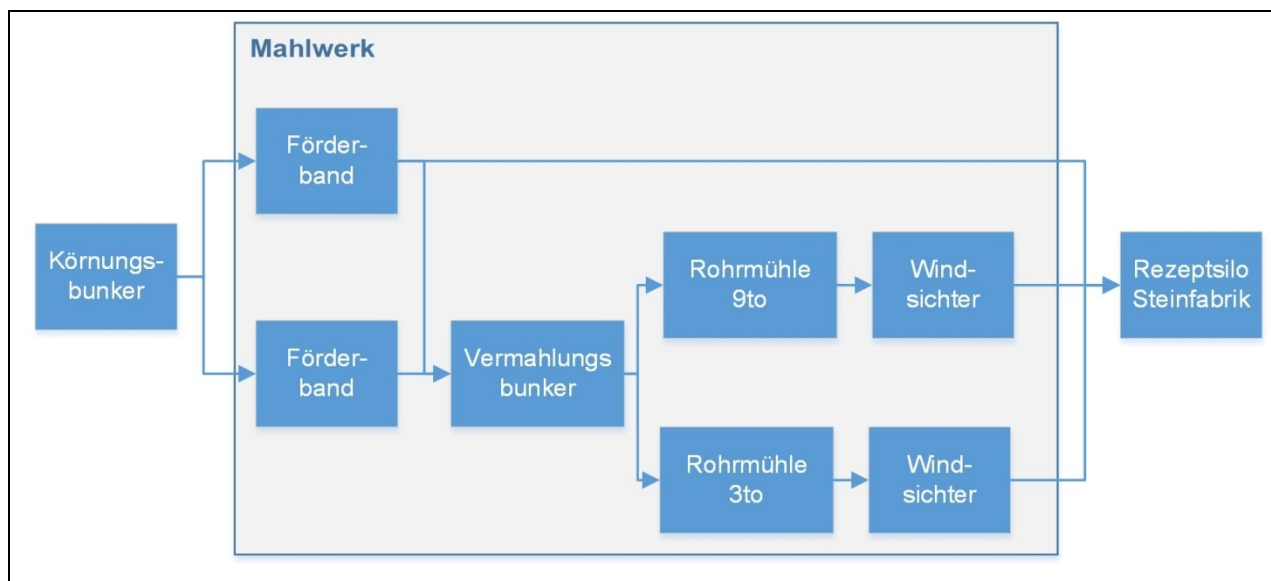 Mahlwerk
Förder-
band
Körnungs-
bunker
Förder-
band
Vermahlungs
bunker
Rohrmühle
9to
Wind-
sichter
Rohrmühle
3to
Wind-
sichter
Rezeptsilo
Steinfabrik